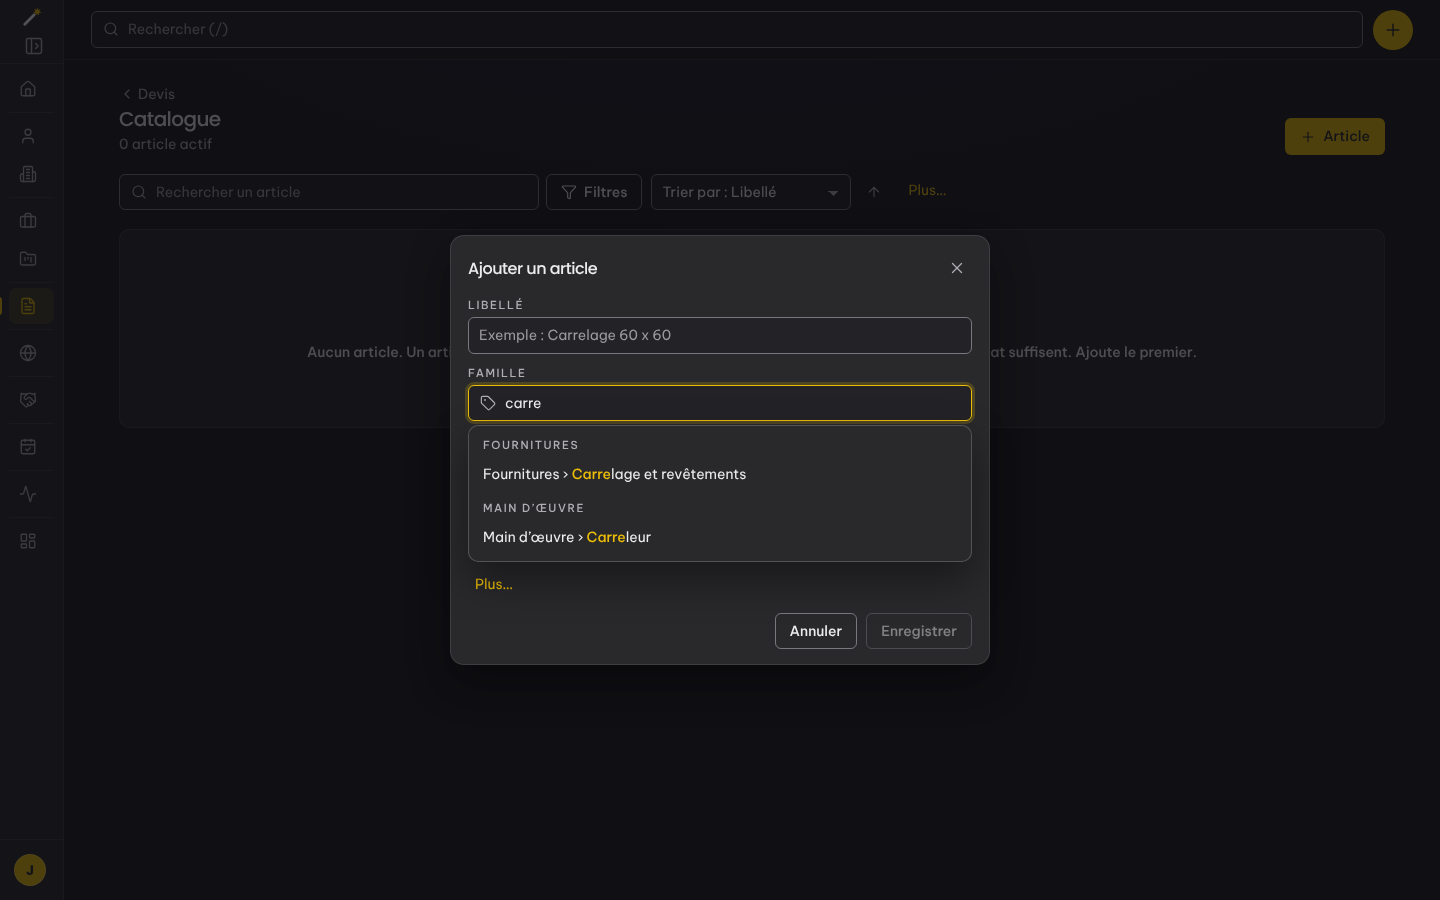 Rechercher (/)
Devis
Catalogue
0 article actif
Article
Rechercher un article
Filtres
Trier par : Libellé
Plus...
Ajouter un article
LIBELLÉ
Exemple : Carrelage 60 x 60
Aucun article. Un arti
at suffisent. Ajoute le premier.
FAMILLE
carre
FOURNITURES
Fournitures › Carrelage et revêtements
MAIN D’ŒUVRE
Main d’œuvre › Carreleur
Plus...
Annuler
Enregistrer
J